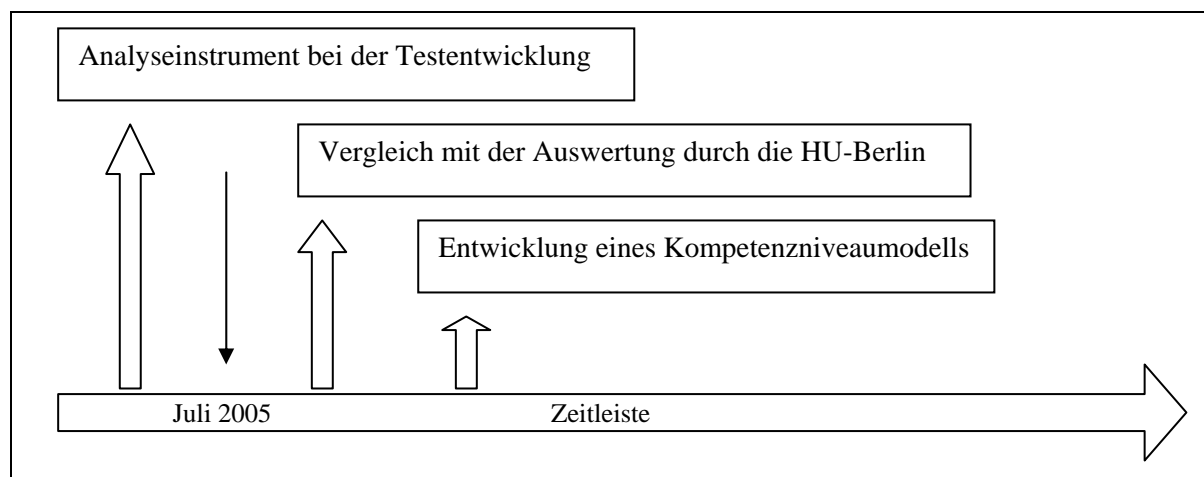 Analyseinstrument bei der Testentwicklung
Vergleich mit der Auswertung durch die HU-Berlin
Entwicklung eines Kompetenzniveaumodells
Juli 2005
Zeitleiste